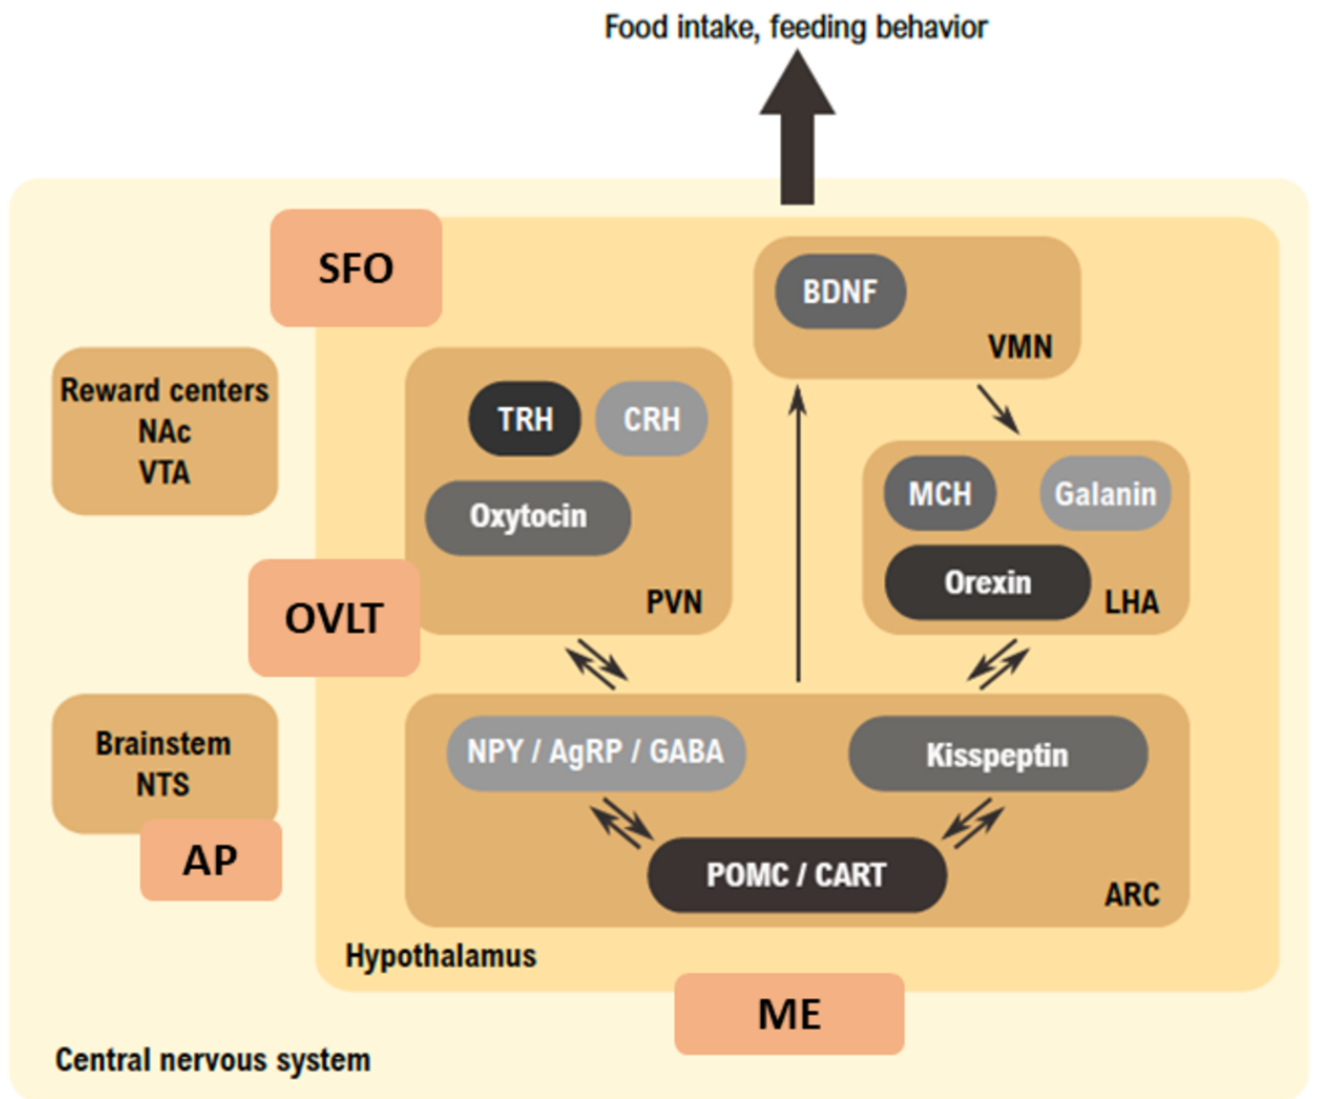 Food intake, feeding behavior
SFO
BDNF
VMN
Reward centers
NAc
VTA
TRH
CRH
Oxytocin
PVN
MCH
Galanin
Orexin
LHA
OVLT
Brainstem
NTS
AP
NPY / AgRP / GABA
Kisspeptin
POMC / CART
ARC
Hypothalamus
ME
Central nervous system